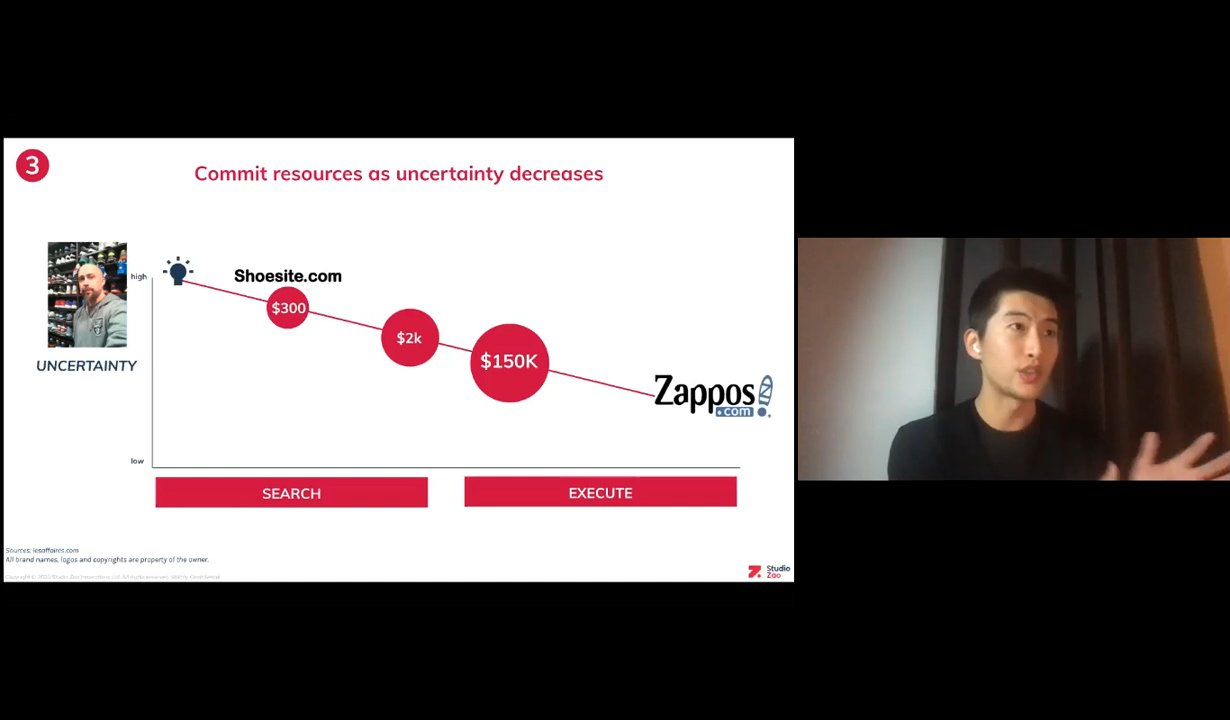 3
Commit resources as uncertainty decreases
high
Shoesite.com
$300
$2k
$150K
UNCERTAINTY
Zappos
.com
low
SEARCH
EXECUTE
Sources: lesaffaires.com
All brand names, logos and copyrights are property of the owner.
Studio
Zao